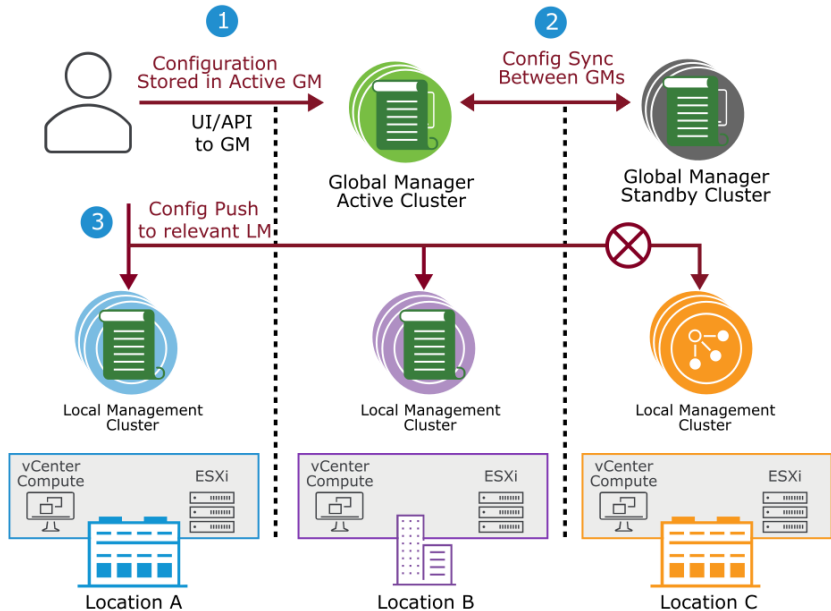 1
Configuration
Stored in Active GM
UI/API
to GM
2
Config Sync
Between GMs
Global Manager
Active Cluster
Global Manager
Standby Cluster
3
Config Push
to relevant LM
Local Management
Cluster
Local Management
Cluster
Local Management
Cluster
vCenter
Compute
ESXi
vCenter
Compute
ESXi
vCenter
Compute
ESXi
Location A
Location B
Location C